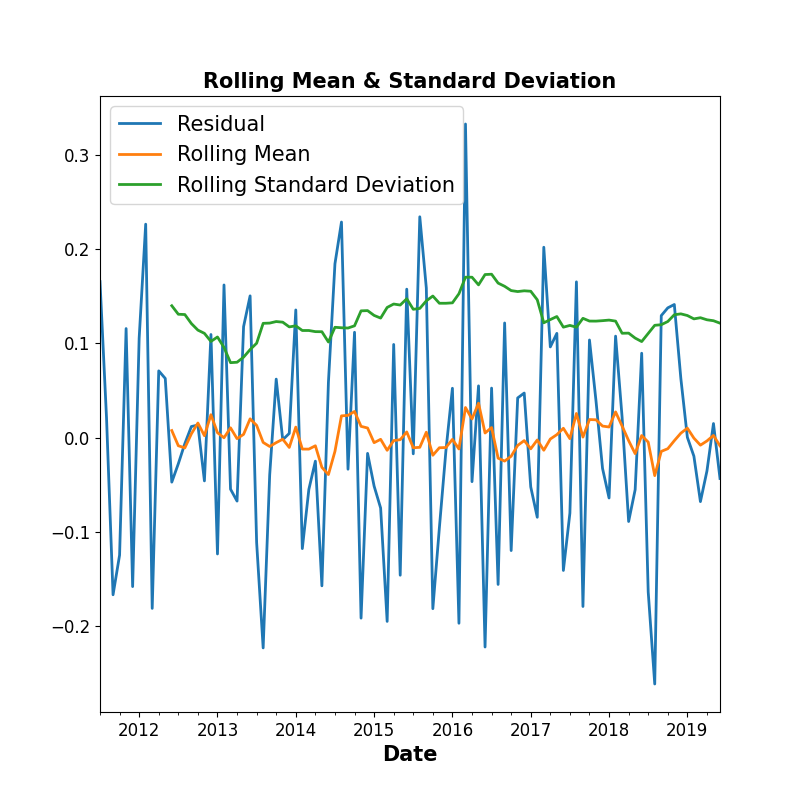 Rolling Mean & Standard Deviation
Residual
Rolling Mean
Rolling Standard Deviation
0.3
0.2
0.1
0.0
−0.1
−0.2
2012 2013 2014 2015 2016 2017 2018 2019
Date